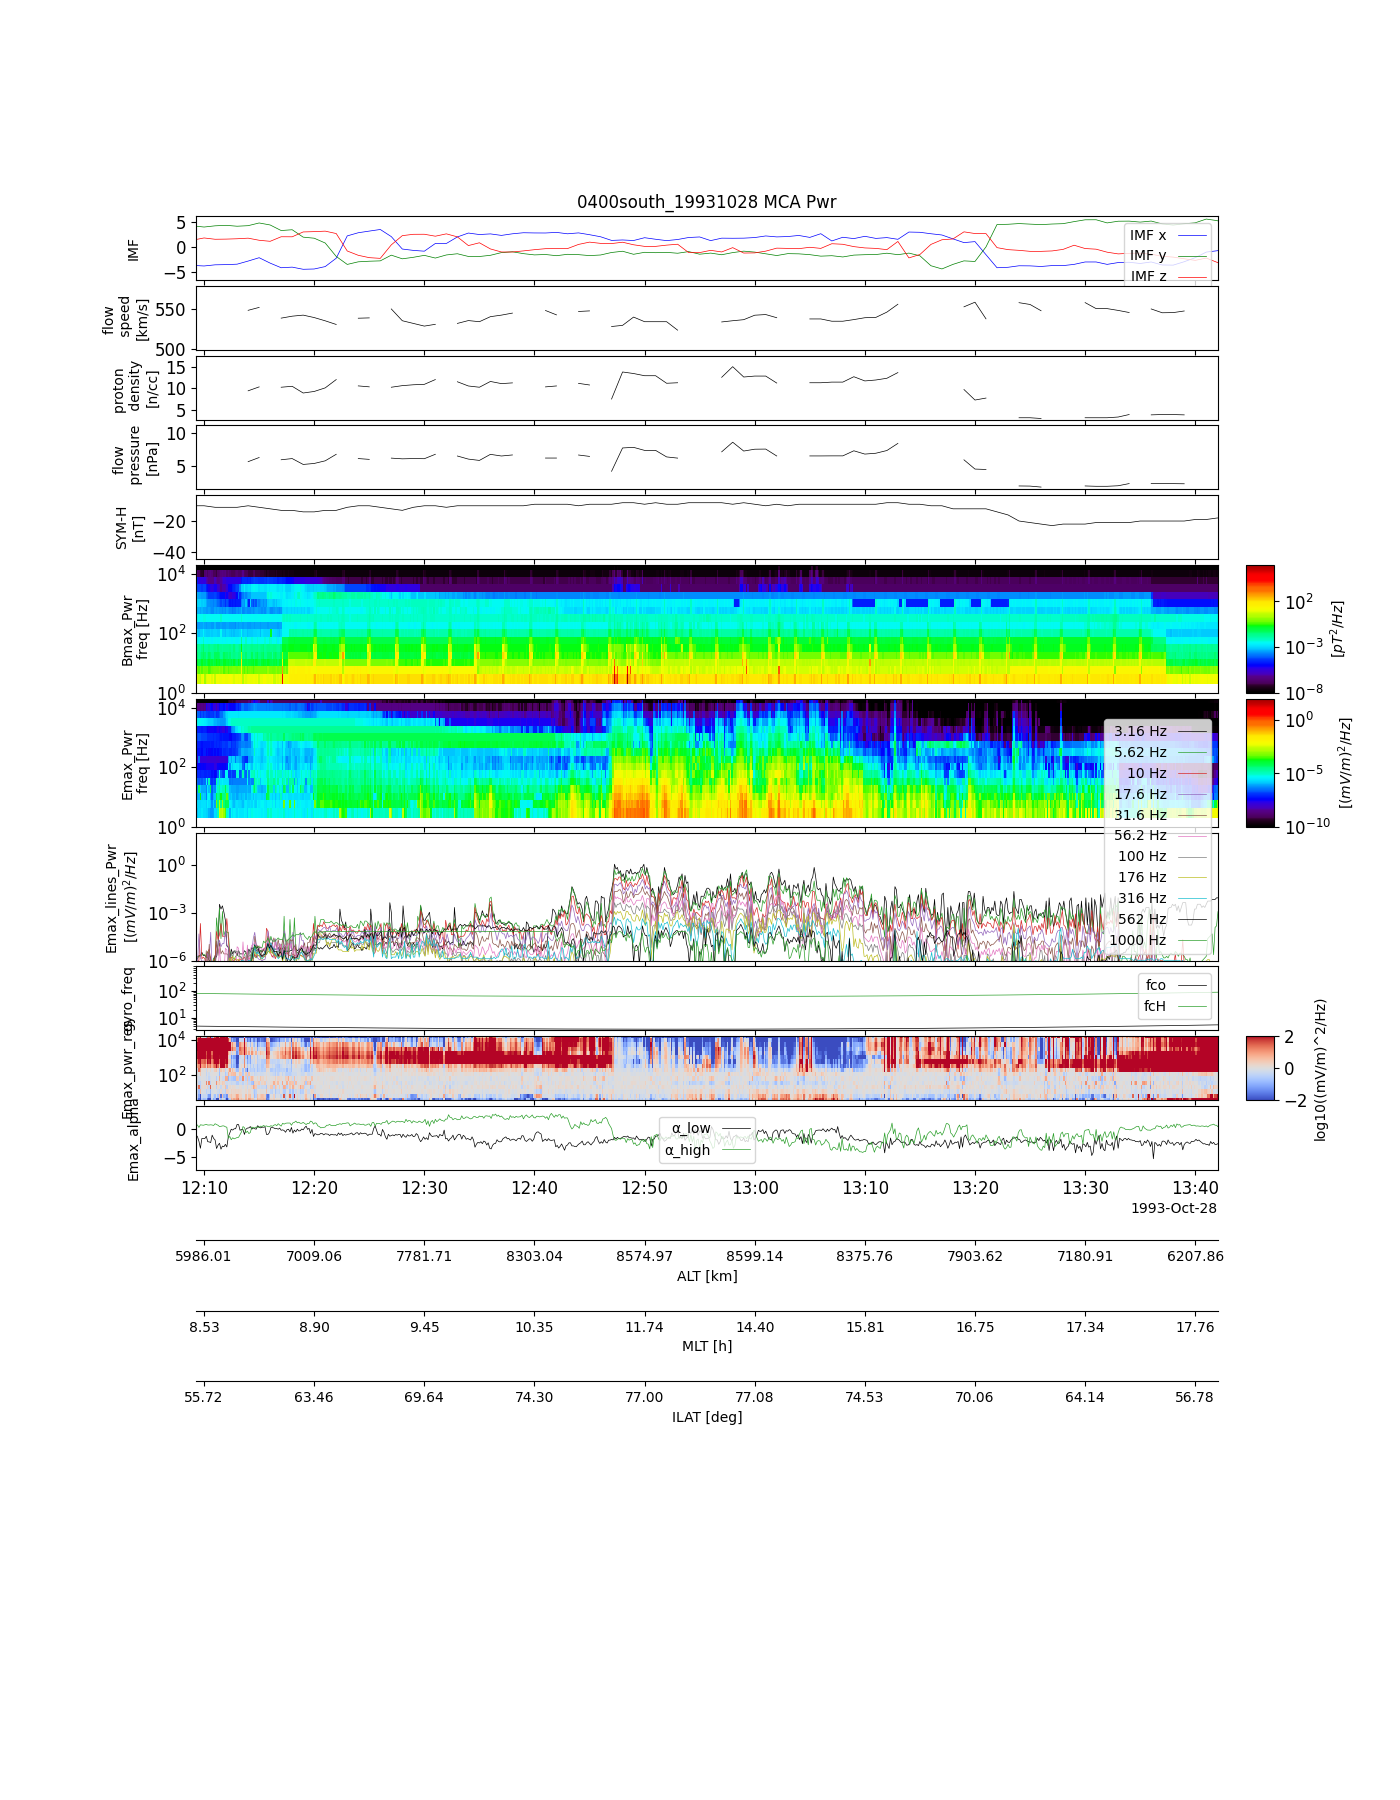 0400south_19931028 MCA Pwr
IMF
5
0
−5
IMF x
IMF y
IMF z
flow
speed
[km/s]
550
500
proton
density
[n/cc]
15
10
5
flow
pressure
[nPa]
10
5
SYM-H
[nT]
−20
−40
Bmax_Pwr
freq [Hz]
10^4
10^2
10^0
10^2
10^−3
10^−8
[pT^2/Hz]
Emax_Pwr
freq [Hz]
10^4
10^2
10^0
10^0
10^−5
10^−10
[(mV/m)^2/Hz]
3.16 Hz
5.62 Hz
10 Hz
17.6 Hz
31.6 Hz
56.2 Hz
100 Hz
176 Hz
316 Hz
562 Hz
1000 Hz
Emax_lines_Pwr
[(mV/m)^2/Hz]
10^0
10^−3
10^−6
10^2
10^1
fco
fcH
10^4
10^2
2
0
−2
log10((mV/m)^2/Hz)
Emax_alpha
0
−5
α_low
α_high
12:10 12:20 12:30 12:40 12:50 13:00 13:10 13:20 13:30 13:40
1993-Oct-28
5986.01 7009.06 7781.71 8303.04 8574.97 8599.14 8375.76 7903.62 7180.91 6207.86
ALT [km]
8.53 8.90 9.45 10.35 11.74 14.40 15.81 16.75 17.34 17.76
MLT [h]
55.72 63.46 69.64 74.30 77.00 77.08 74.53 70.06 64.14 56.78
ILAT [deg]